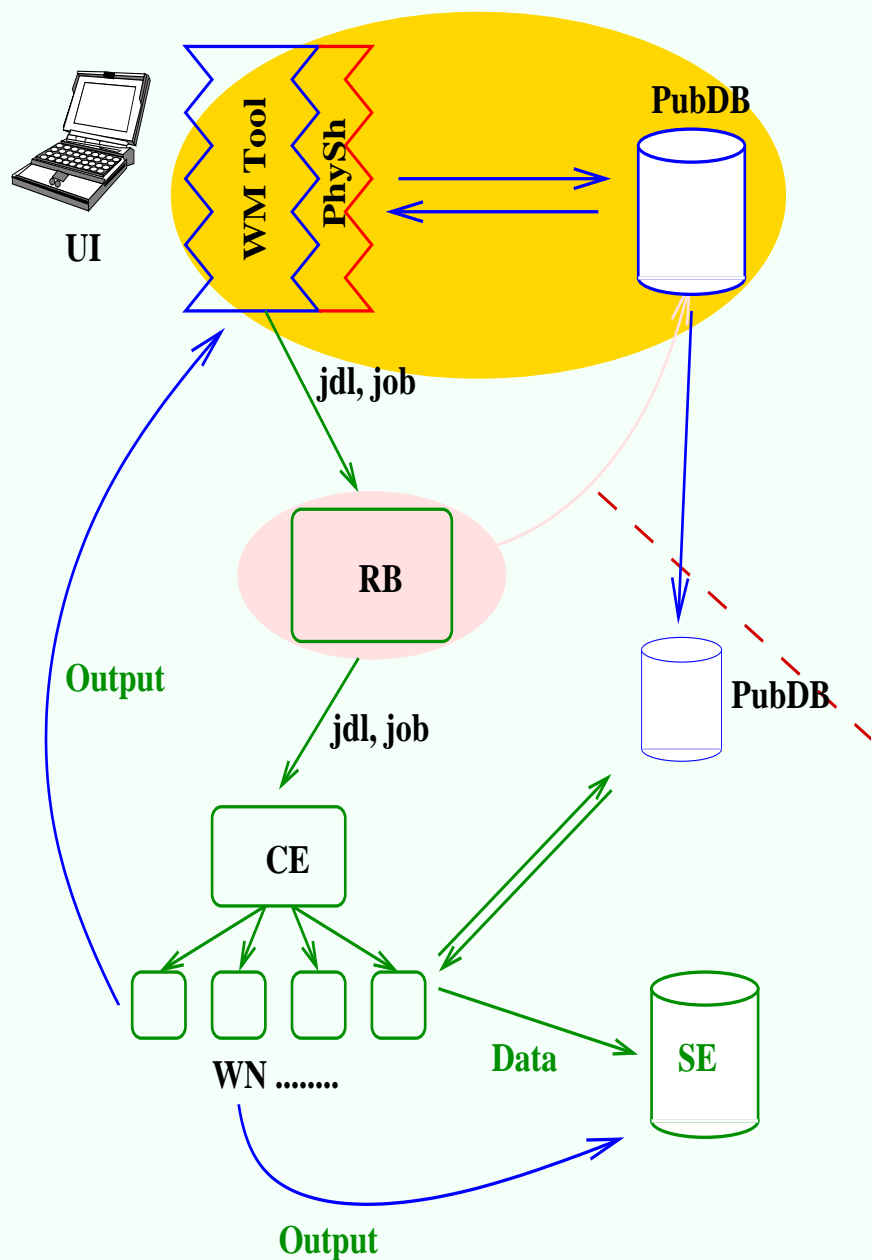 PubDB
WM Tool
PhySh
UI
jdl, job
RB
Output
PubDB
jdl, job
CE
Data
SE
WN ........
Output